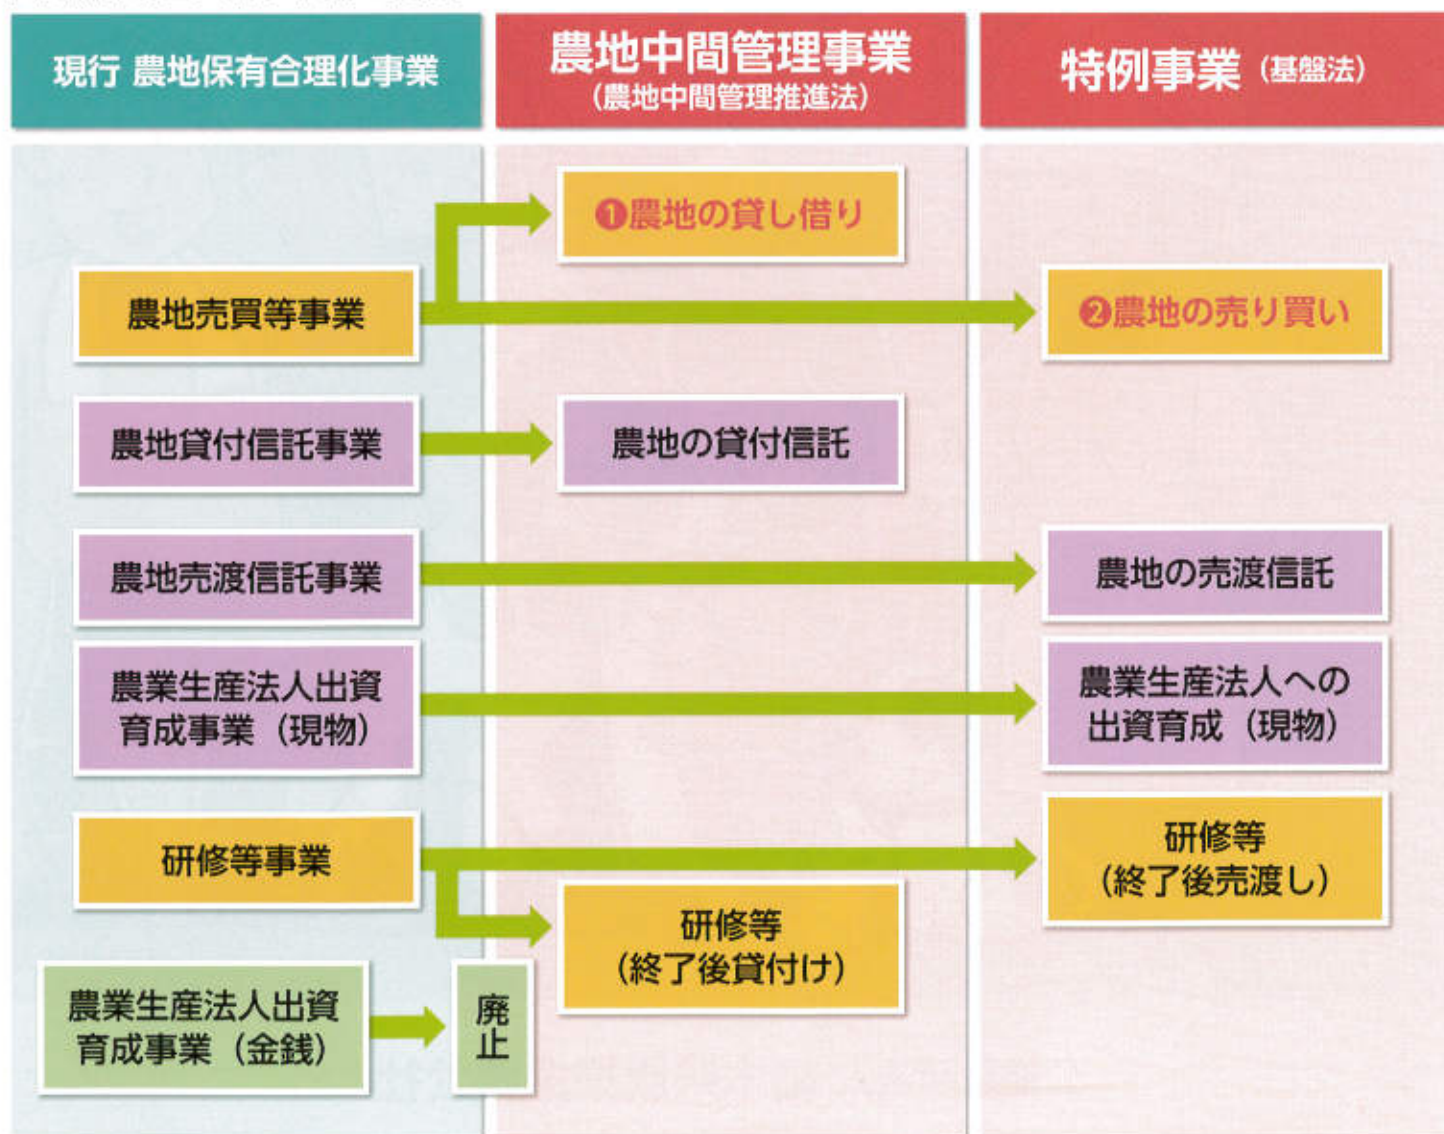 現行 農地保有合理化事業
農地中間管理事業
(農地中間管理推進法)
特例事業(基盤法)
❶農地の貸し借り
農地売買等事業
❷農地の売り買い
農地貸付信託事業
農地の貸付信託
農地売渡信託事業
農地の売渡信託
農業生産法人出資
育成事業(現物)
農業生産法人への
出資育成(現物)
研修等事業
研修等
(終了後売渡し)
研修等
(終了後貸付け)
農業生産法人出資
育成事業(金銭)
廃止